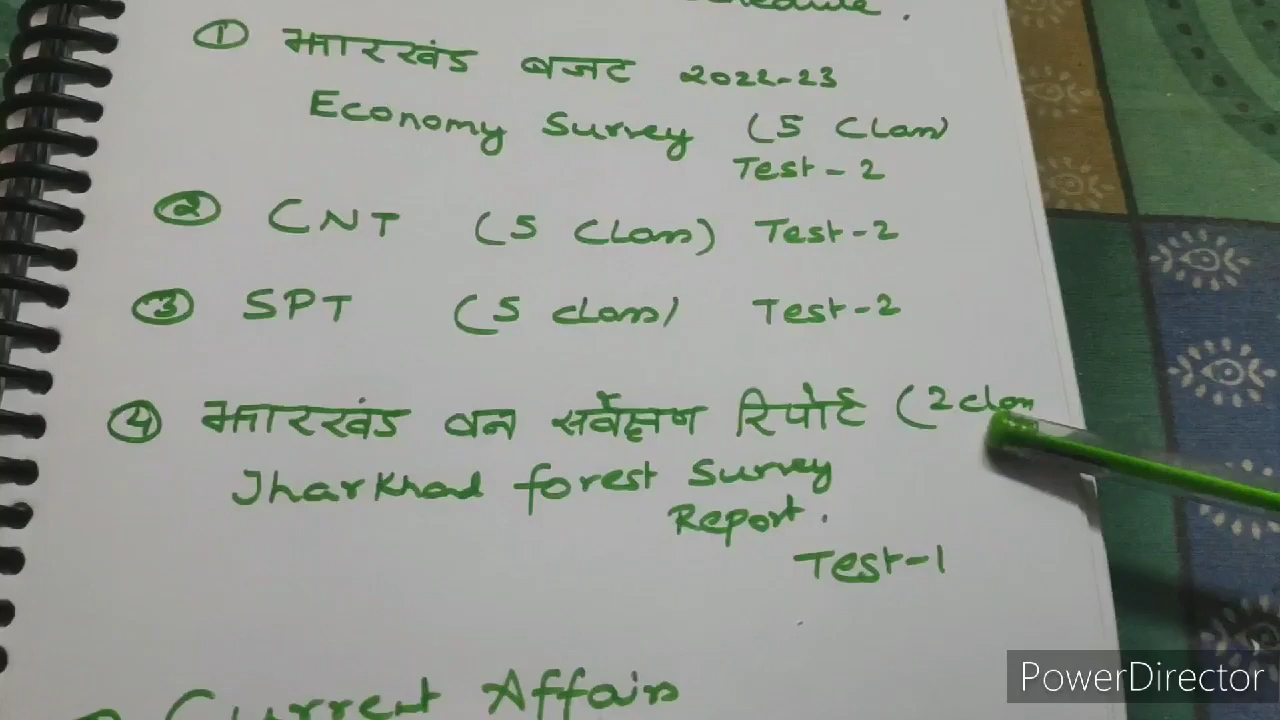 schedule.
① झारखंड बजट 2022-23
Economy Survey (5 Class)
Test-2
② CNT (5 Class) Test-2
③ SPT (5 class) Test-2
④ झारखंड वन सर्वेक्षण रिपोर्ट (2 class
Jharkhad forest Survey
Report.
Test-1
Current Affair
PowerDirector